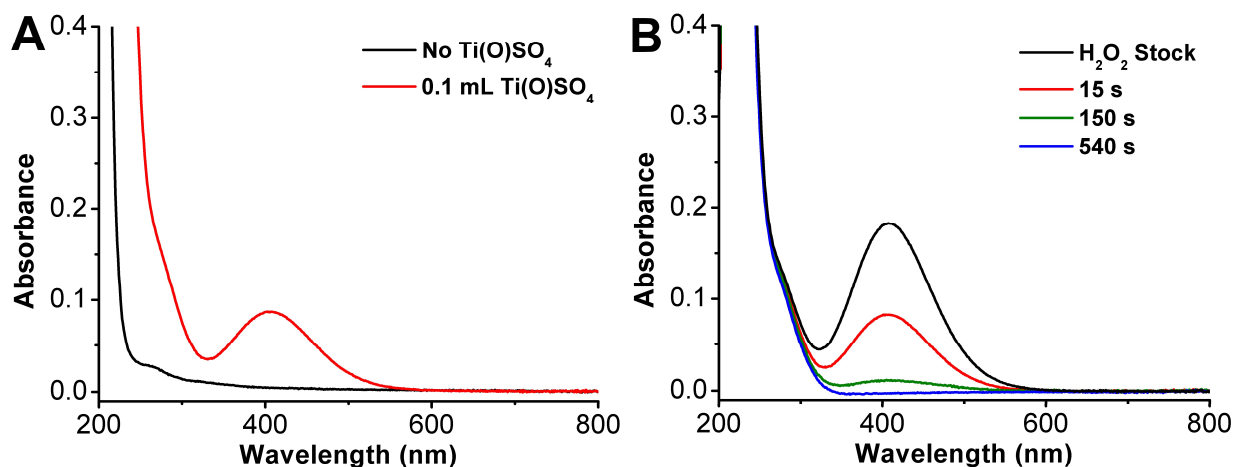 A
No Ti(O)SO₄
0.1 mL Ti(O)SO₄
0.4
0.3
0.2
0.1
0.0
Absorbance
200
400
600
800
Wavelength (nm)
B
H₂O₂ Stock
15 s
150 s
540 s
0.4
0.3
0.2
0.1
0.0
Absorbance
200
400
600
800
Wavelength (nm)